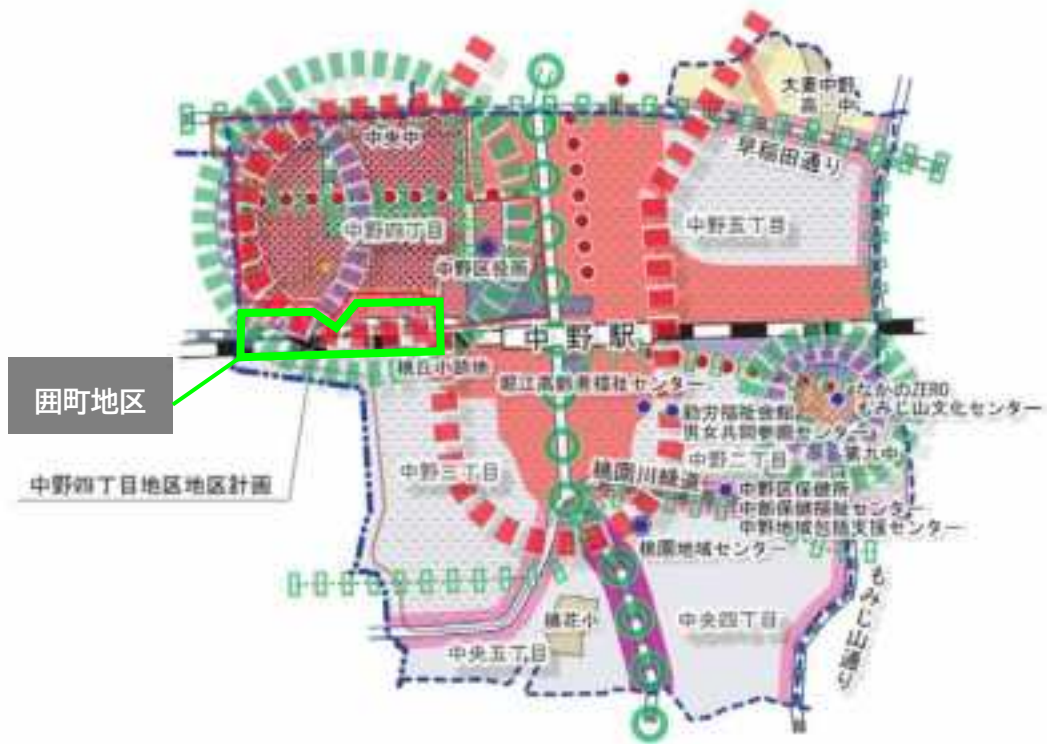 大妻中野
高・中
中央中
早稲田通り
中野四丁目
中野五丁目
中野区役所
中野駅
桃丘小跡地
堀江高齢者福祉センター
囲町地区
なかのZERO
もみじ山文化センター
勤労福祉会館
男女共同参画センター
第九中
中野三丁目
中野二丁目
桃園川緑道
中野四丁目地区地区計画
中野区保健所
中部保健福祉センター
中野地域包括支援センター
桃園地域センター
もみじ山通り
桃花小
中央四丁目
中央五丁目